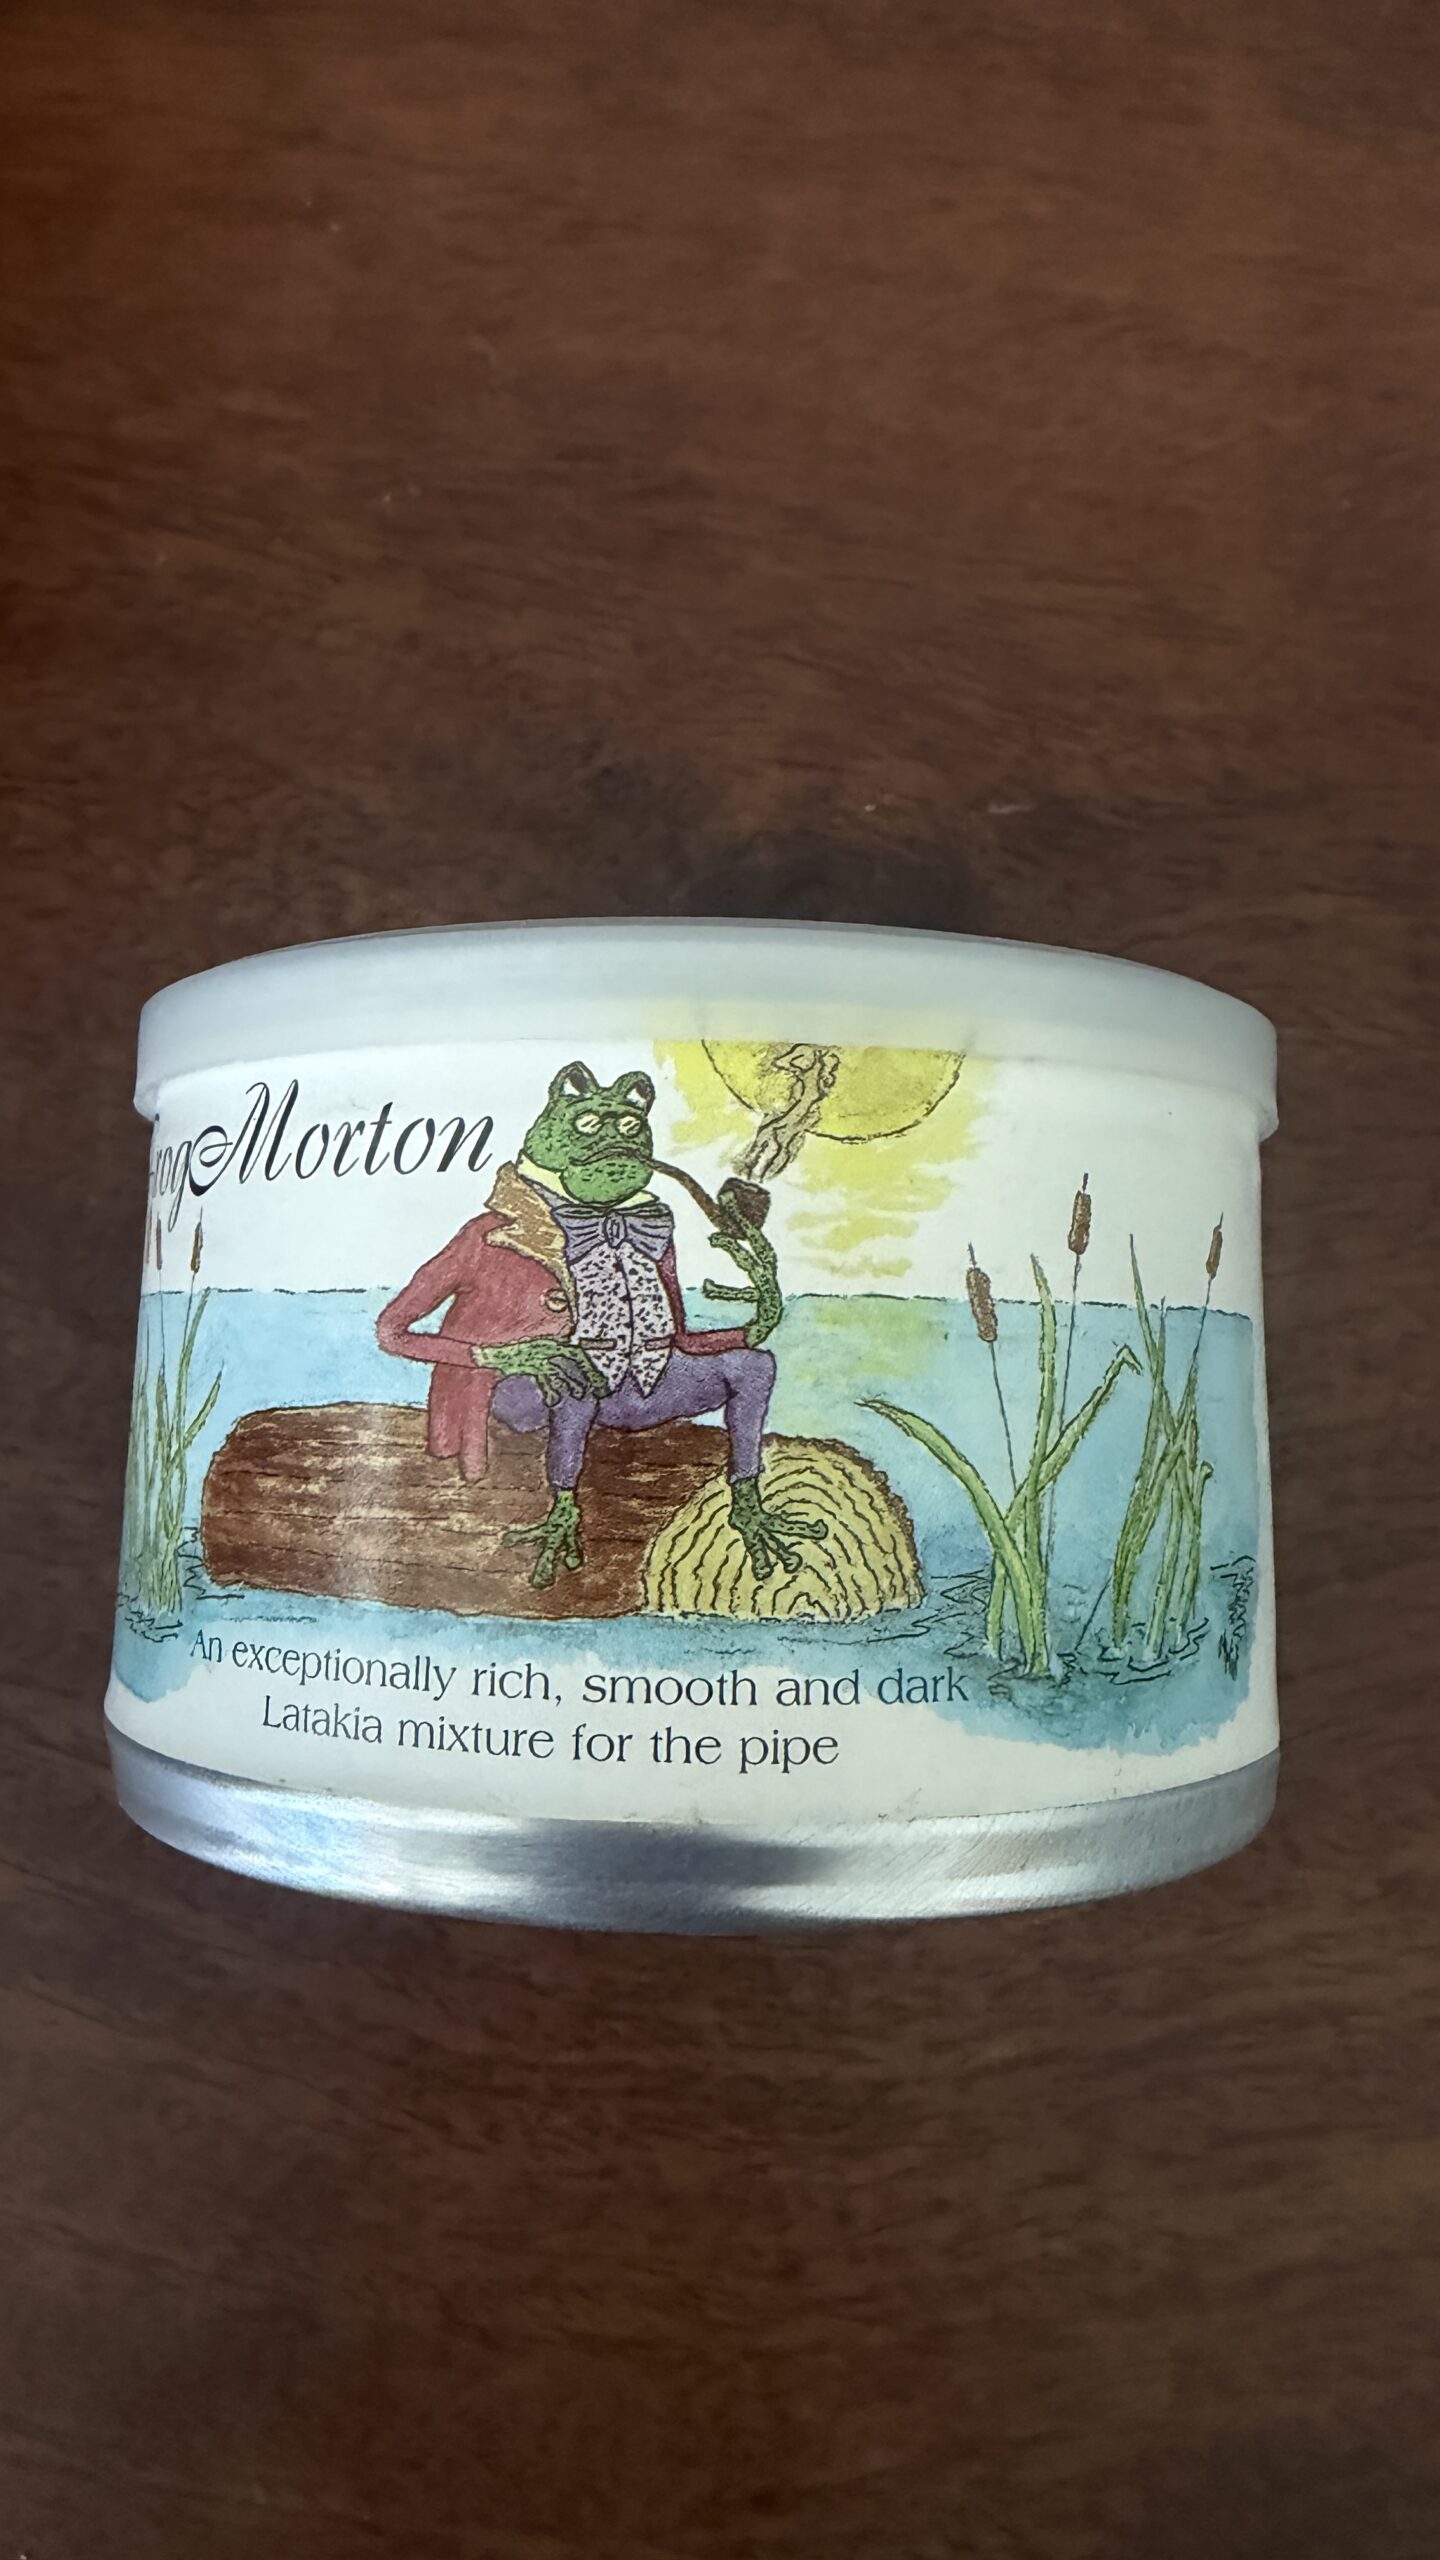 Morton
An exceptionally rich, smooth and dark
Latakia mixture for the pipe